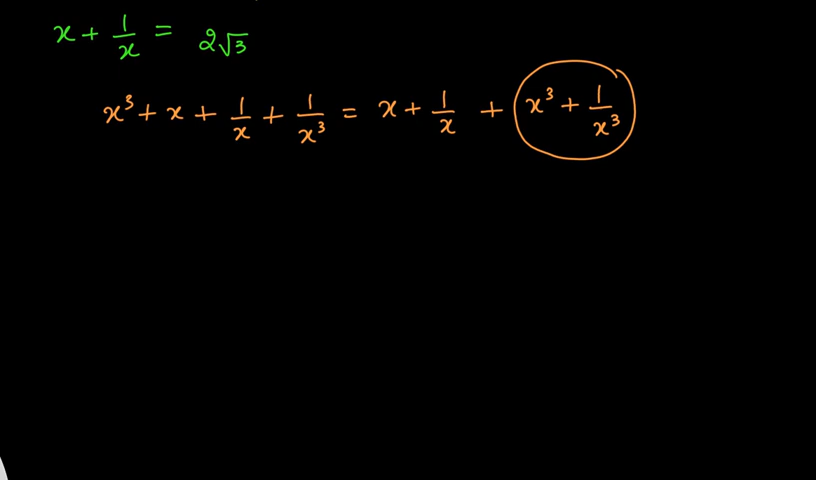 x + 1/x = 2√3
x³ + x + 1/x + 1/x³ = x + 1/x + x³ + 1/x³